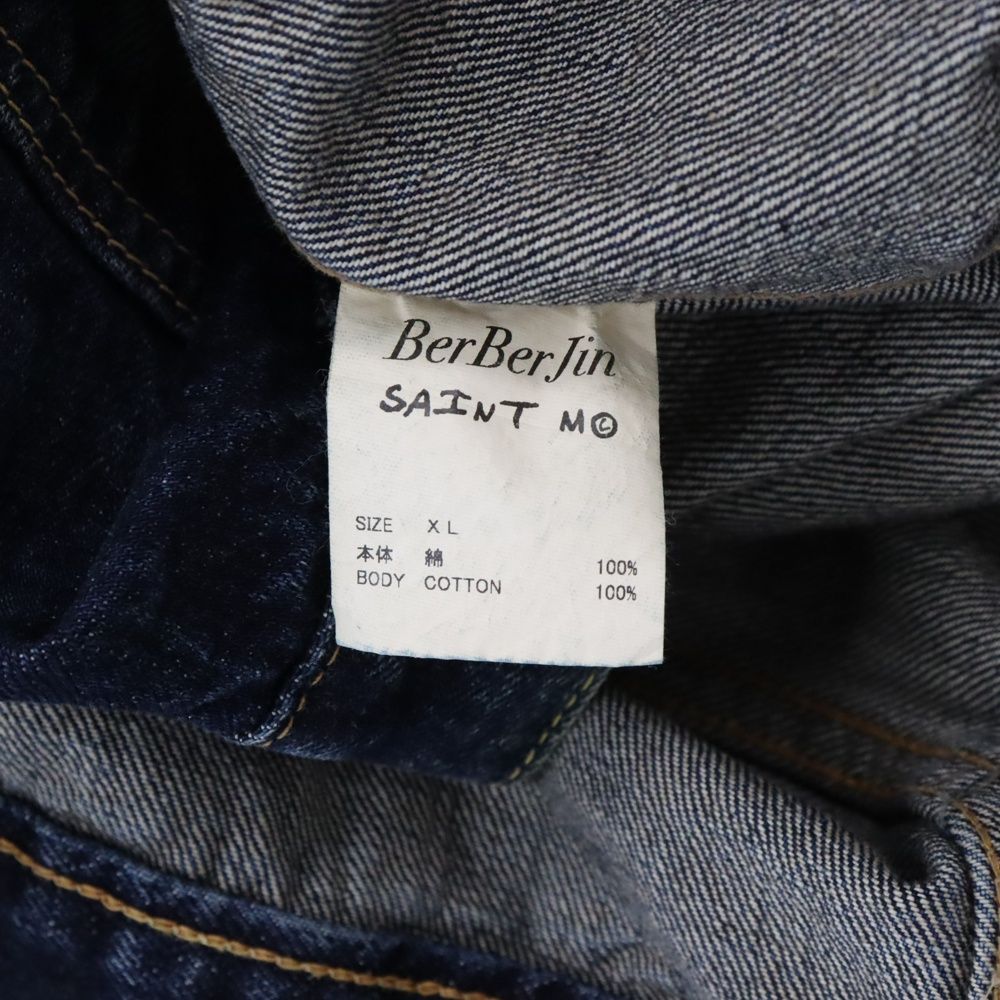 BerBerJin
SAINT M©
SIZE XL
本体 綿 100%
BODY COTTON 100%